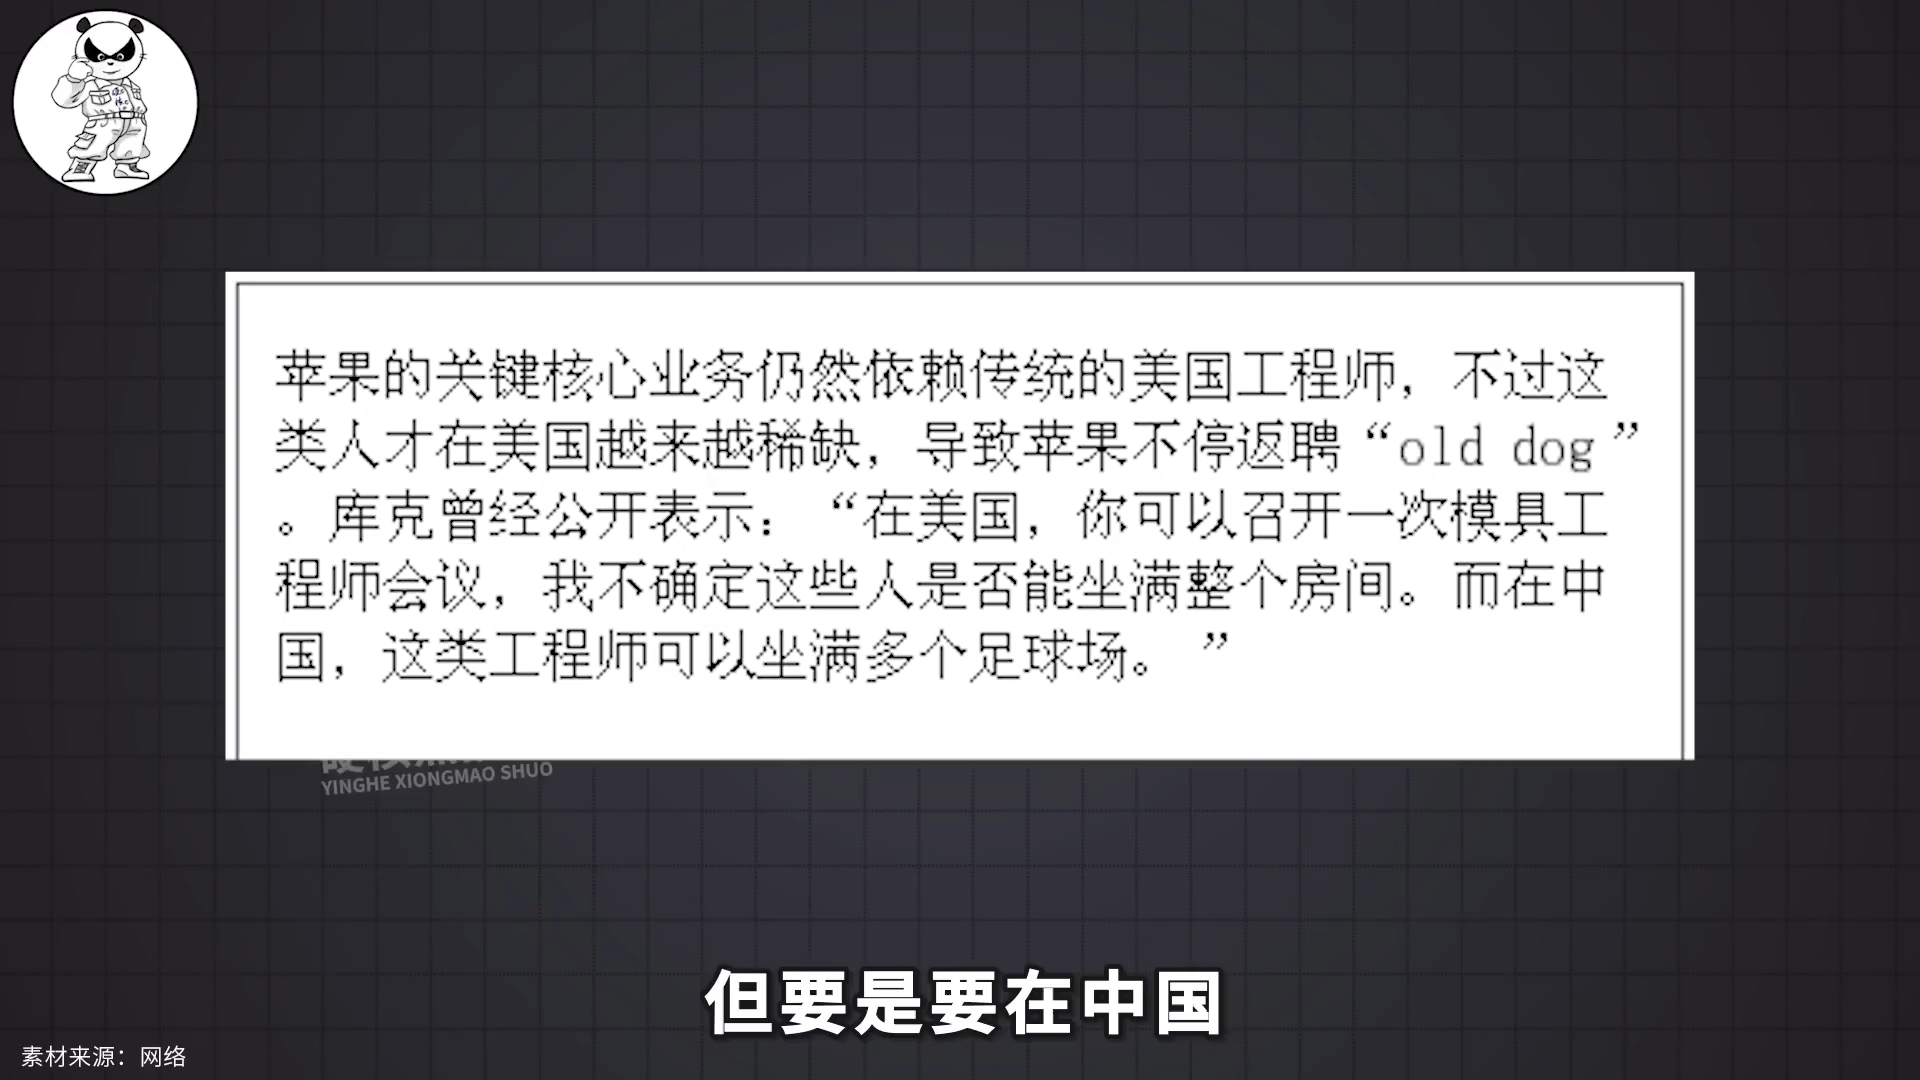 苹果的关键核心业务仍然依赖传统的美国工程师，不过这
类人才在美国越来越稀缺，导致苹果不停返聘“old dog”
。库克曾经公开表示：“在美国，你可以召开一次模具工
程师会议，我不确定这些人是否能坐满整个房间。而在中
国，这类工程师可以坐满多个足球场。”
YINGHE XIONGMAO SHUO
但要是要在中国
素材来源：网络